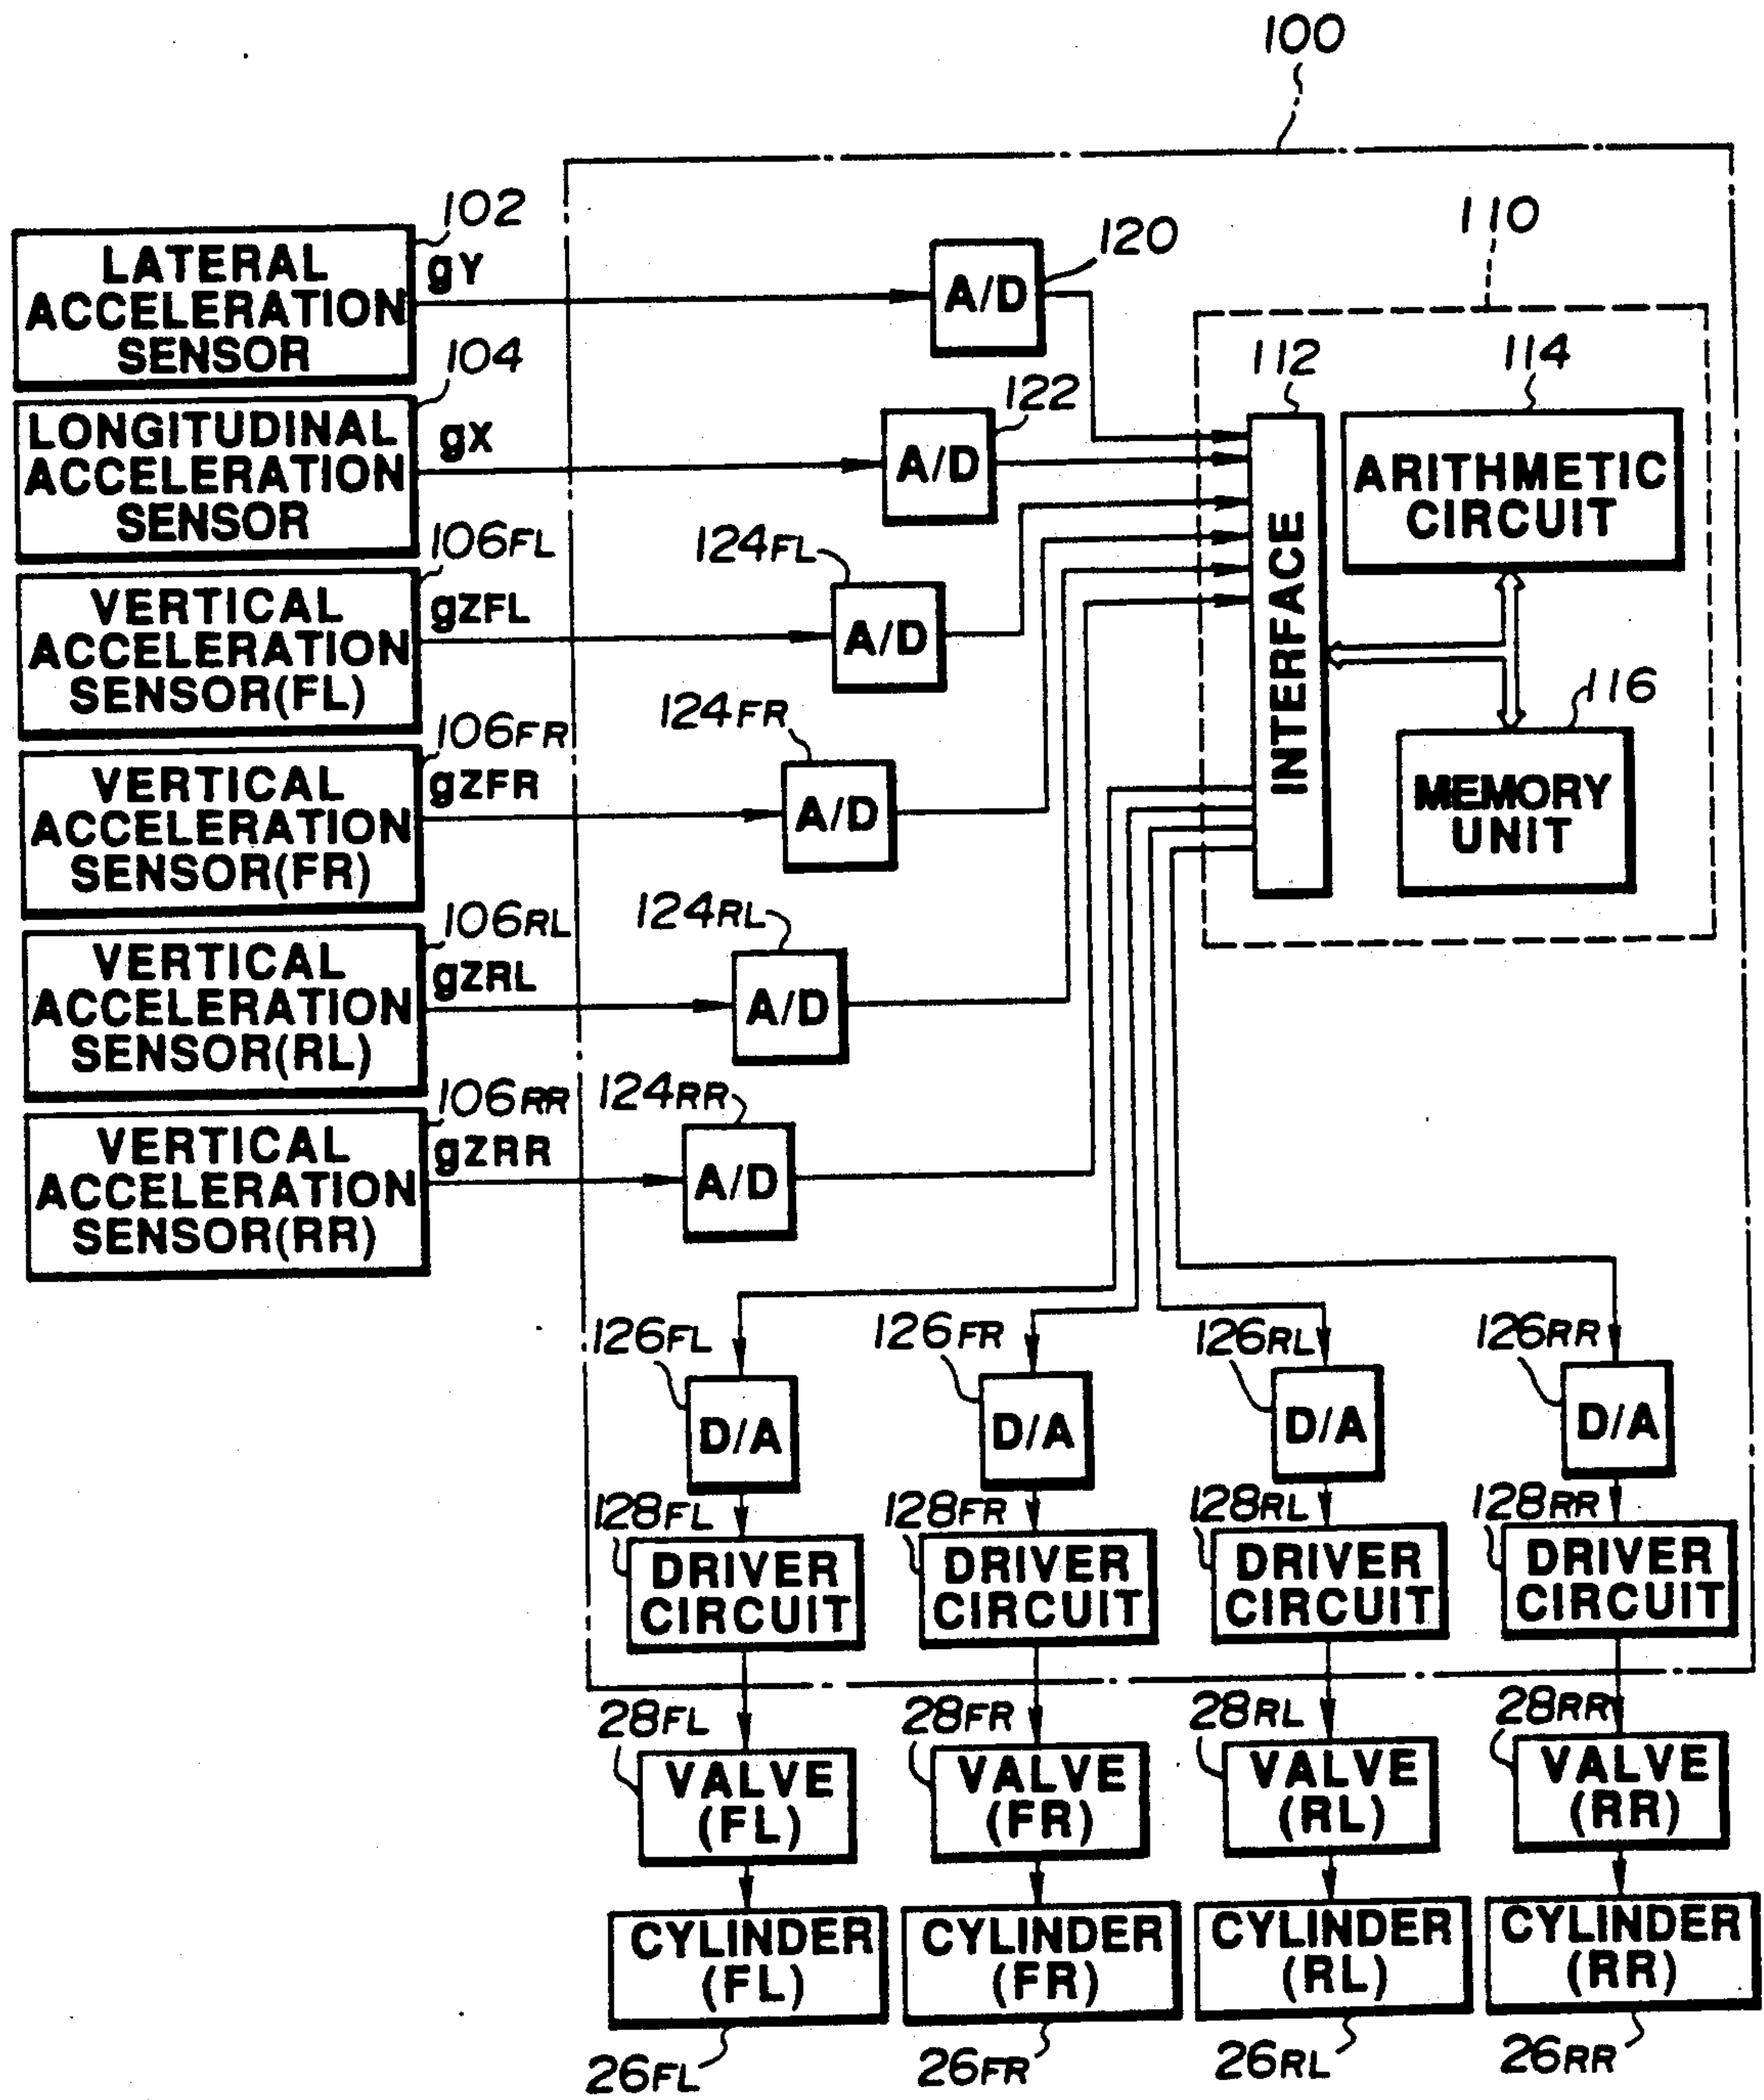 100
110
102
LATERAL
ACCELERATION
SENSOR
gY
A/D
120
104
LONGITUDINAL
ACCELERATION
SENSOR
gX
A/D
122
106FL
VERTICAL
ACCELERATION
SENSOR(FL)
gZFL
124FL
A/D
106FR
VERTICAL
ACCELERATION
SENSOR(FR)
gZFR
124FR
A/D
106RL
VERTICAL
ACCELERATION
SENSOR(RL)
gZRL
124RL
A/D
106RR
VERTICAL
ACCELERATION
SENSOR(RR)
gZRR
124RR
A/D
112
INTERFACE
114
ARITHMETIC
CIRCUIT
116
MEMORY
UNIT
126FL
D/A
126FR
D/A
126RL
D/A
126RR
D/A
128FL
DRIVER
CIRCUIT
128FR
DRIVER
CIRCUIT
128RL
DRIVER
CIRCUIT
128RR
DRIVER
CIRCUIT
28FL
VALVE
(FL)
28FR
VALVE
(FR)
28RL
VALVE
(RL)
28RR
VALVE
(RR)
CYLINDER
(FL)
26FL
CYLINDER
(FR)
26FR
CYLINDER
(RL)
26RL
CYLINDER
(RR)
26RR